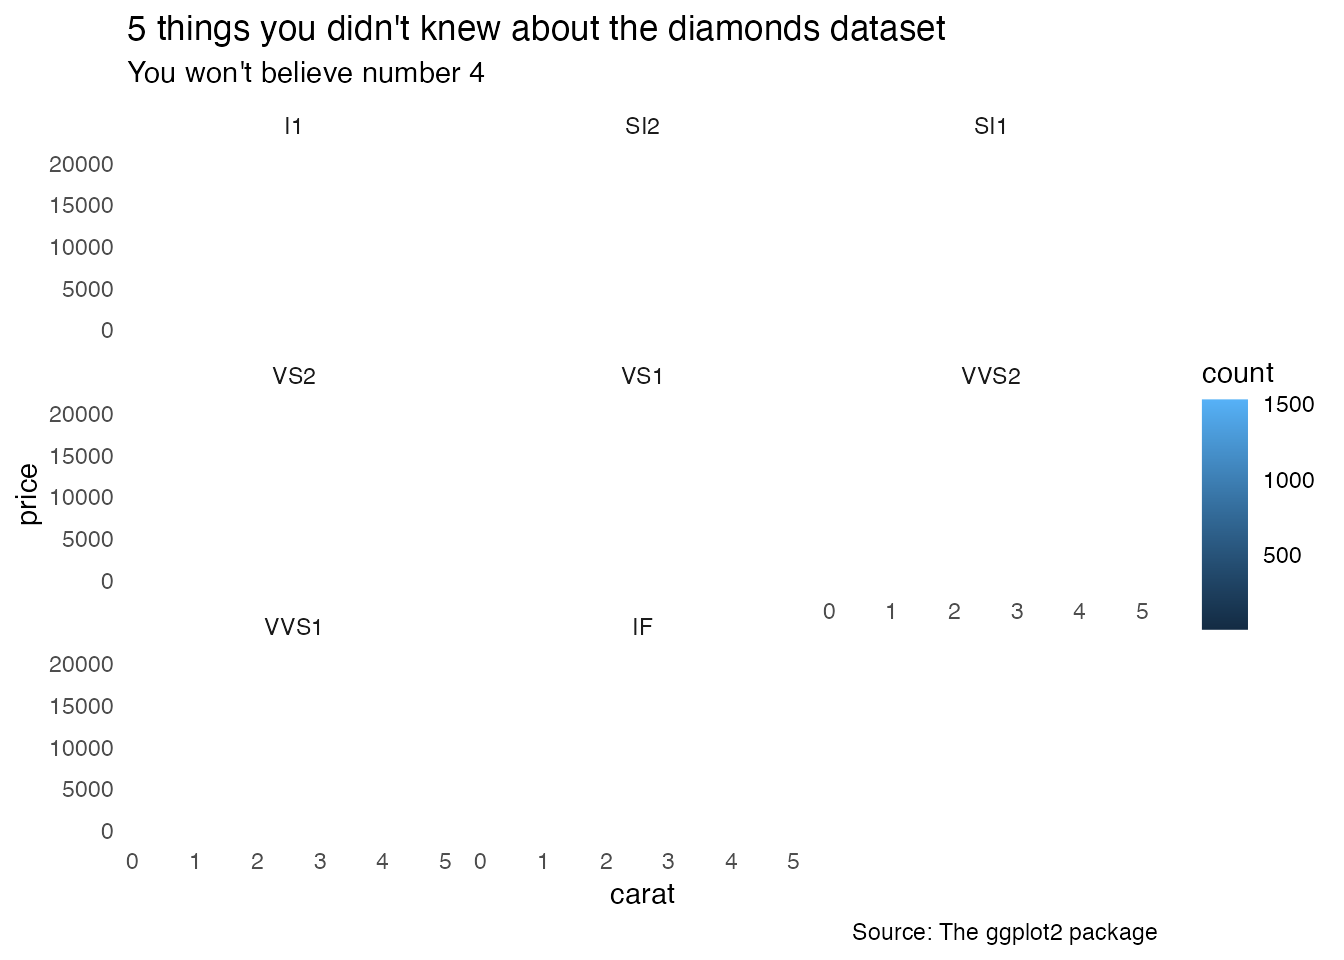 5 things you didn't knew about the diamonds dataset
You won't believe number 4
I1 SI2 SI1
20000
15000
10000
5000
0
VS2 VS1 VVS2
20000
15000
10000
5000
0
0 1 2 3 4 5
VVS1 IF
20000
15000
10000
5000
0
0 1 2 3 4 5 0 1 2 3 4 5
price
carat
count
1500
1000
500
Source: The ggplot2 package